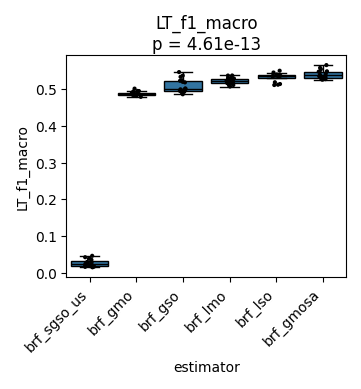 LT_f1_macro
p = 4.61e-13
LT_f1_macro
0.5
0.4
0.3
0.2
0.1
0.0
brf_sgso_us
brf_gmo
brf_gso
brf_lmo
brf_lso
brf_gmosa
estimator